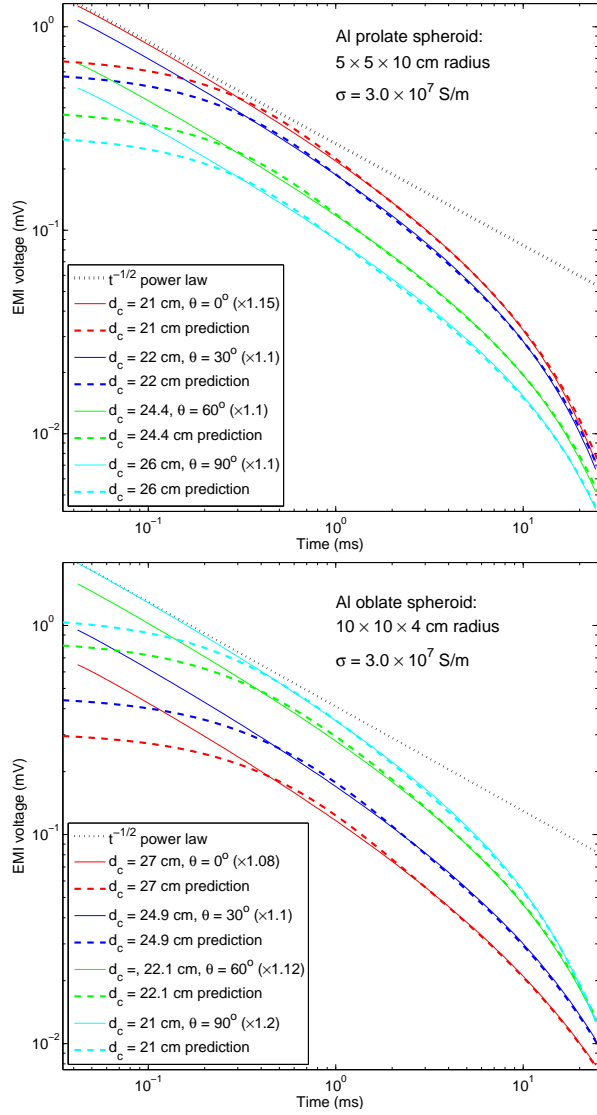 10^0
Al prolate spheroid:
5 × 5 × 10 cm radius
σ = 3.0 × 10^7 S/m
EMI voltage (mV)
10^-1
t^-1/2 power law
d_c = 21 cm, θ = 0° (×1.15)
d_c = 21 cm prediction
d_c = 22 cm, θ = 30° (×1.1)
d_c = 22 cm prediction
d_c = 24.4, θ = 60° (×1.1)
d_c = 24.4 cm prediction
d_c = 26 cm, θ = 90° (×1.1)
d_c = 26 cm prediction
10^-2
10^-1 10^0 10^1
Time (ms)
Al oblate spheroid:
10 × 10 × 4 cm radius
σ = 3.0 × 10^7 S/m
10^0
EMI voltage (mV)
10^-1
t^-1/2 power law
d_c = 27 cm, θ = 0° (×1.08)
d_c = 27 cm prediction
d_c = 24.9 cm, θ = 30° (×1.1)
d_c = 24.9 cm prediction
d_c =, 22.1 cm, θ = 60° (×1.12)
d_c = 22.1 cm prediction
d_c = 21 cm, θ = 90° (×1.2)
d_c = 21 cm prediction
10^-2
10^-1 10^0 10^1
Time (ms)